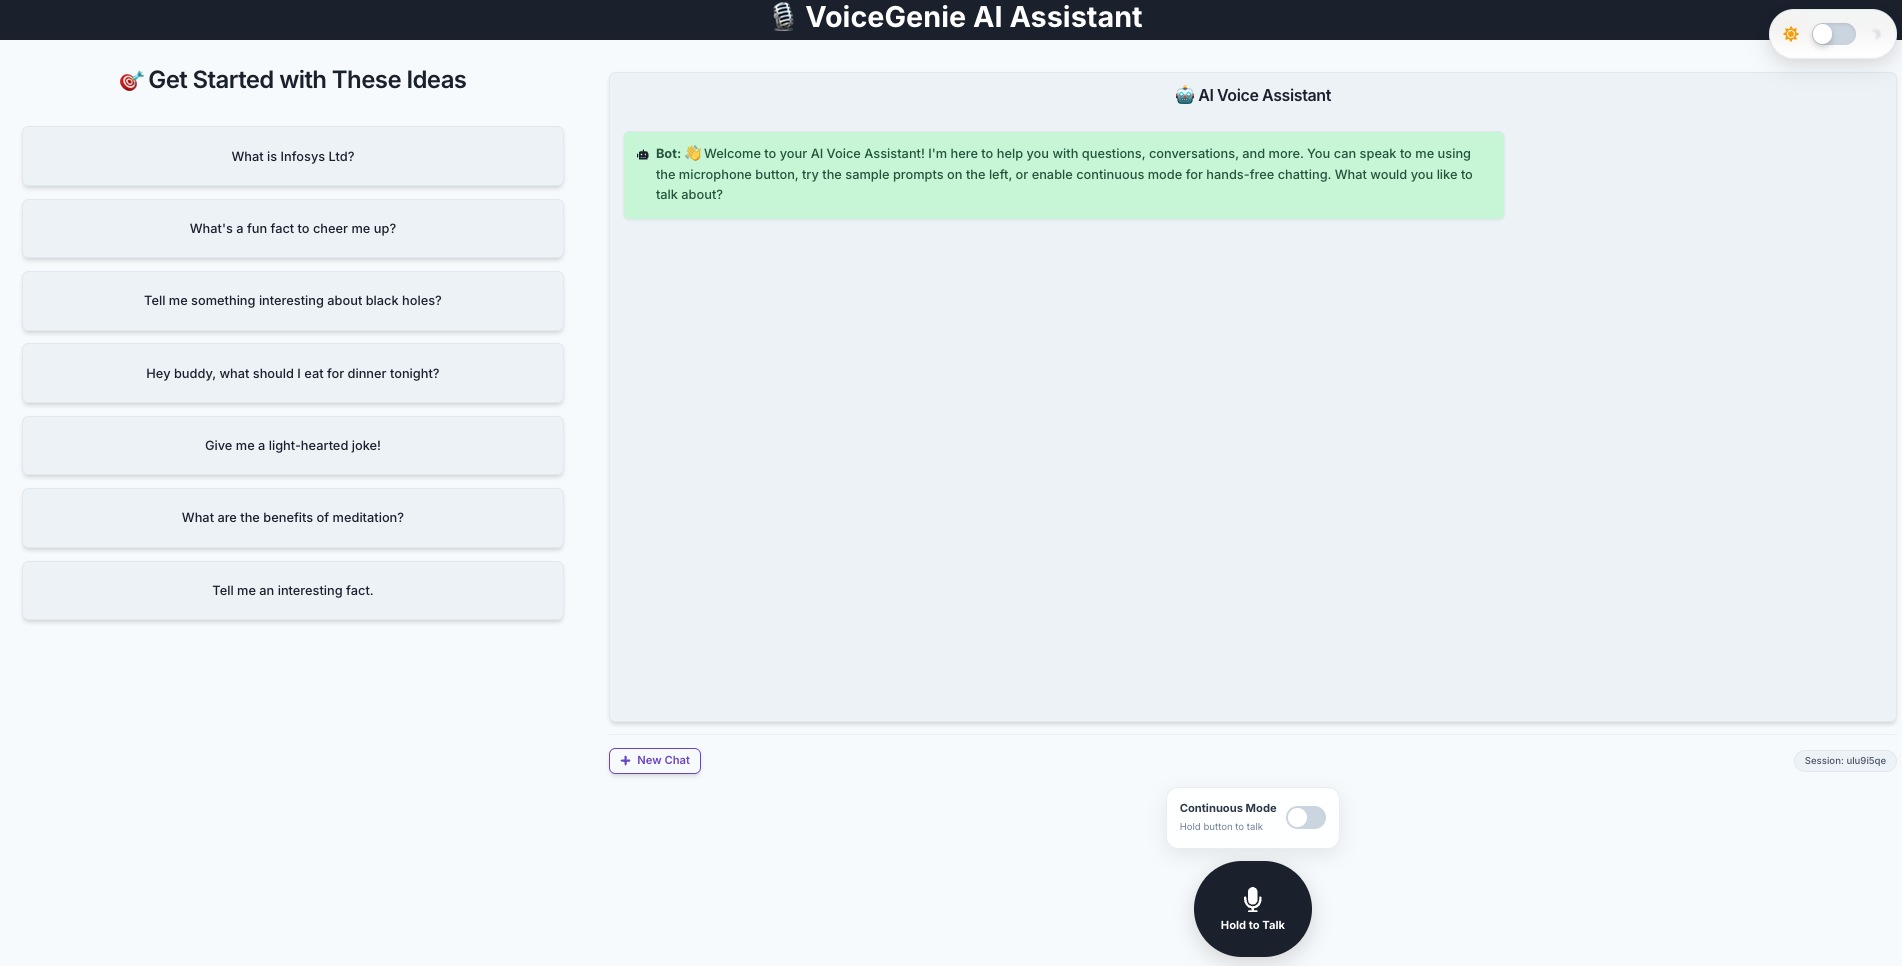 🎙️ VoiceGenie AI Assistant
🎯 Get Started with These Ideas
What is Infosys Ltd?
What's a fun fact to cheer me up?
Tell me something interesting about black holes?
Hey buddy, what should I eat for dinner tonight?
Give me a light-hearted joke!
What are the benefits of meditation?
Tell me an interesting fact.
🤖 AI Voice Assistant
Bot: 👋 Welcome to your AI Voice Assistant! I'm here to help you with questions, conversations, and more. You can speak to me using
the microphone button, try the sample prompts on the left, or enable continuous mode for hands-free chatting. What would you like to
talk about?
+ New Chat
Session: ulu9i5qe
Continuous Mode
Hold button to talk
Hold to Talk